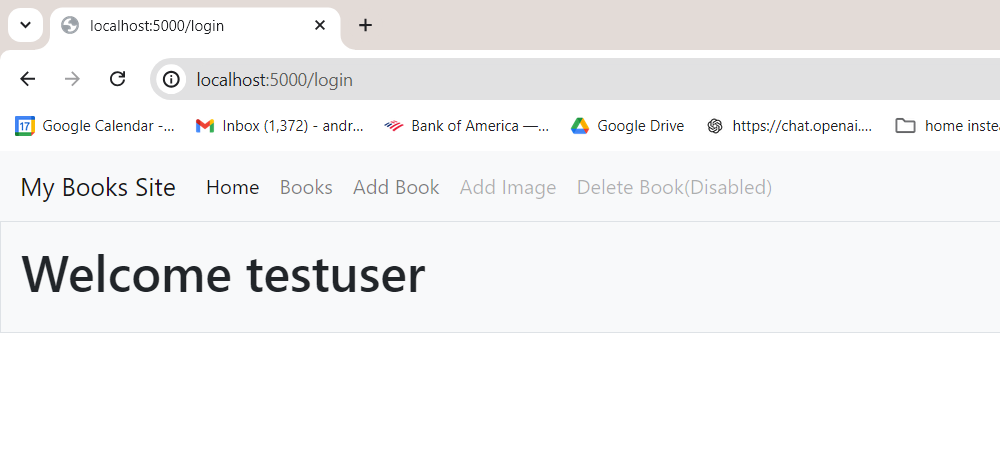 localhost:5000/login
localhost:5000/login
17 Google Calendar -... Inbox (1,372) - andr... Bank of America —... Google Drive https://chat.openai.... home inste
My Books Site Home Books Add Book Add Image Delete Book(Disabled)
Welcome testuser